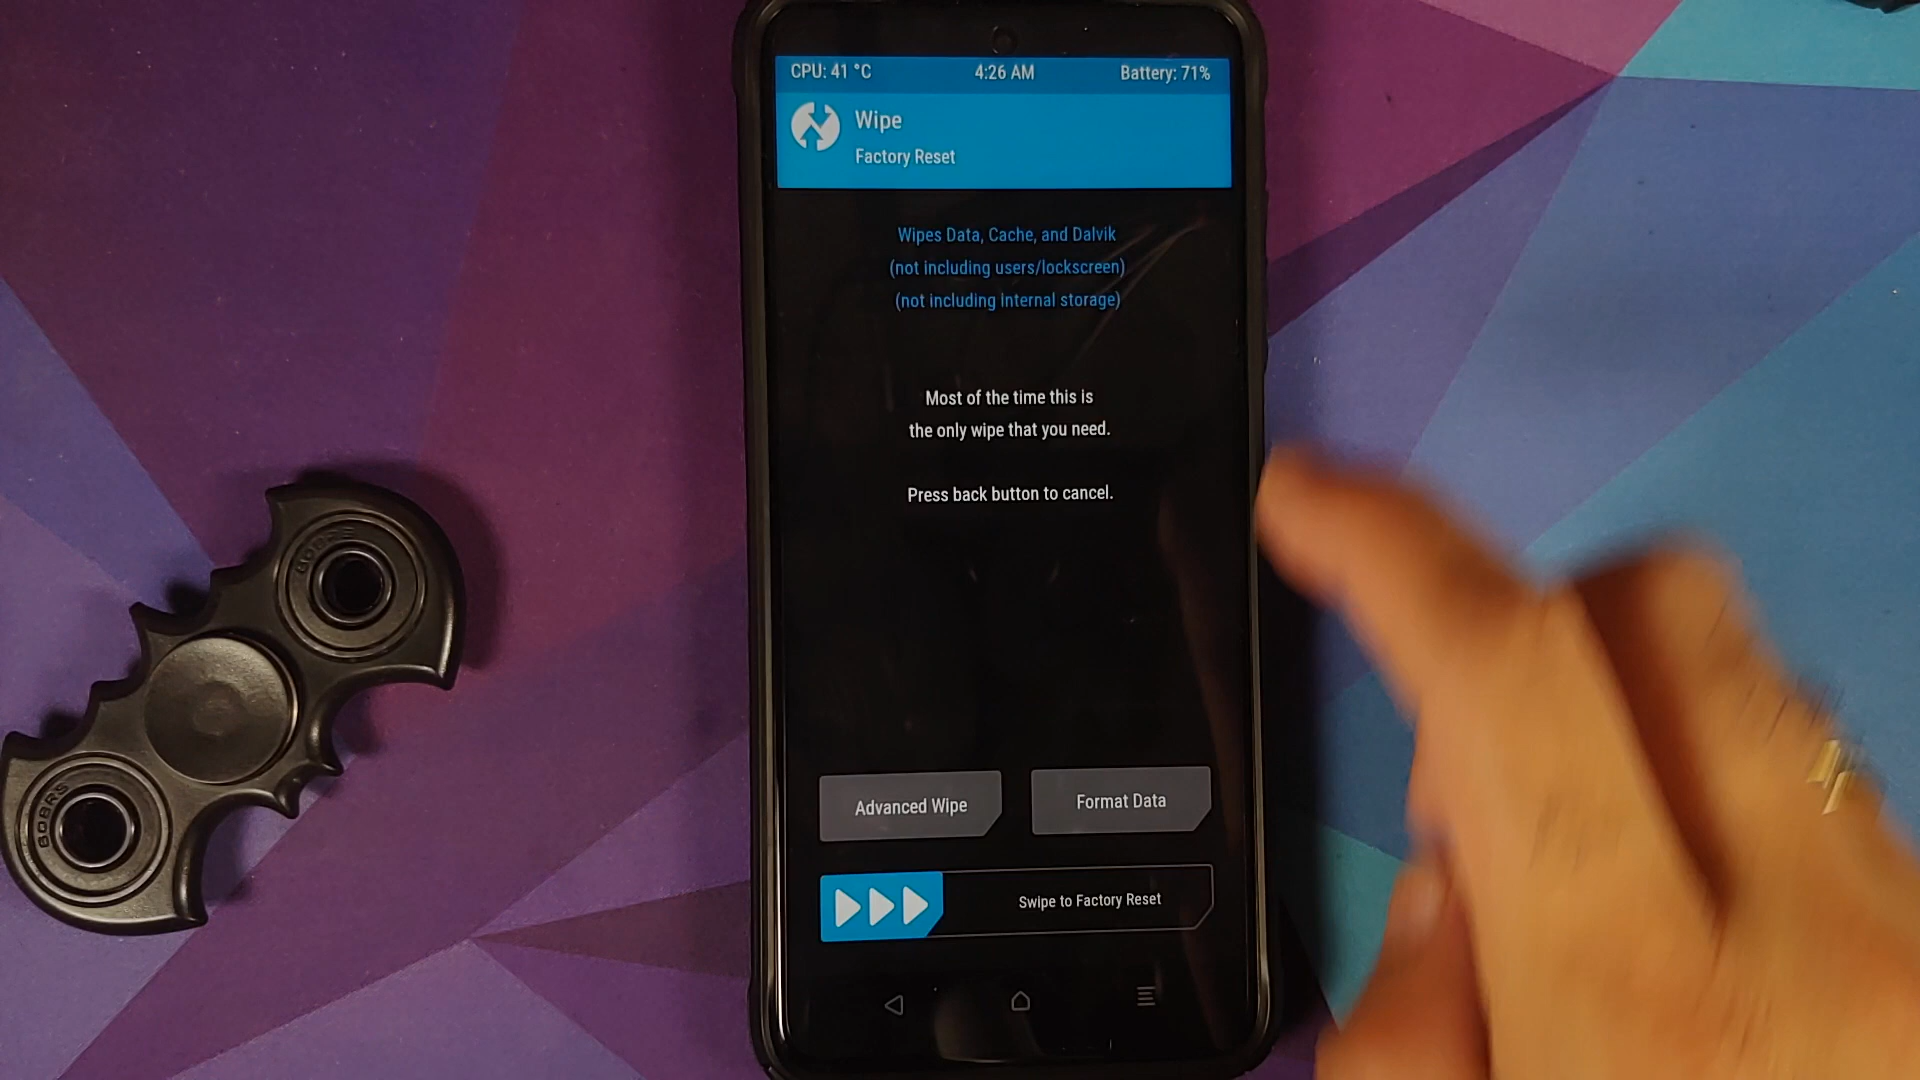 CPU: 41 °C 4:26 AM Battery: 71%
Wipe
Factory Reset
Wipes Data, Cache, and Dalvik
(not including users/lockscreen)
(not including internal storage)
Most of the time this is
the only wipe that you need.
Press back button to cancel.
Advanced Wipe Format Data
Swipe to Factory Reset